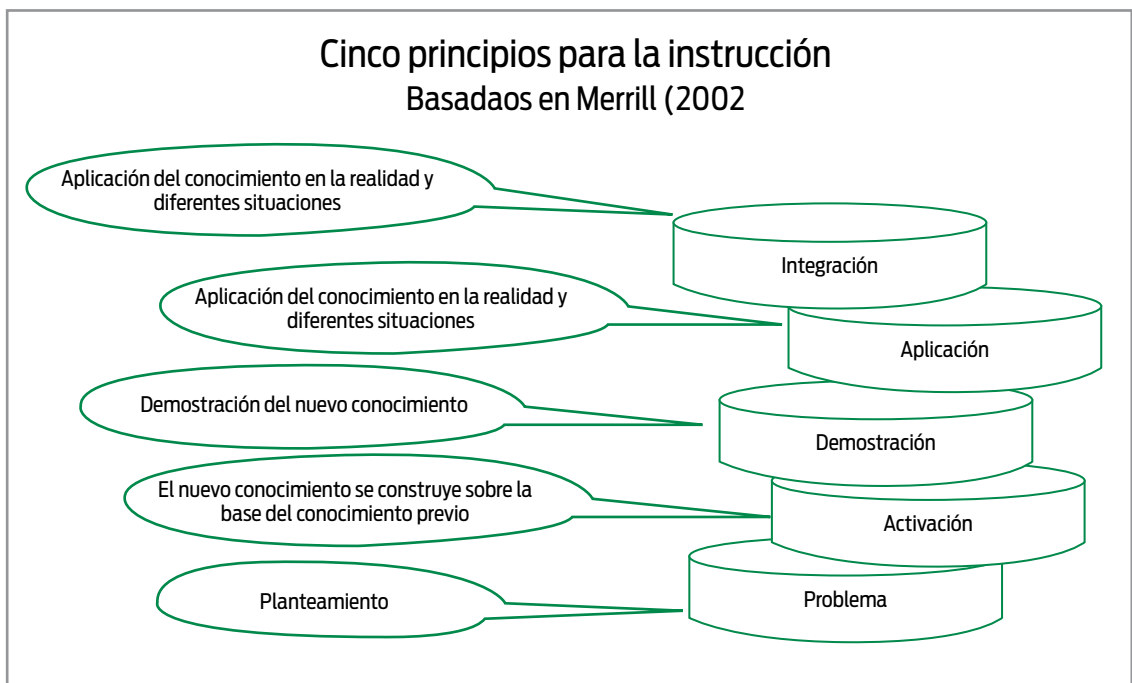 Cinco principios para la instrucción
Basadaos en Merrill (2002
Aplicación del conocimiento en la realidad y
diferentes situaciones
Integración
Aplicación del conocimiento en la realidad y
diferentes situaciones
Aplicación
Demostración del nuevo conocimiento
Demostración
El nuevo conocimiento se construye sobre la
base del conocimiento previo
Activación
Planteamiento
Problema